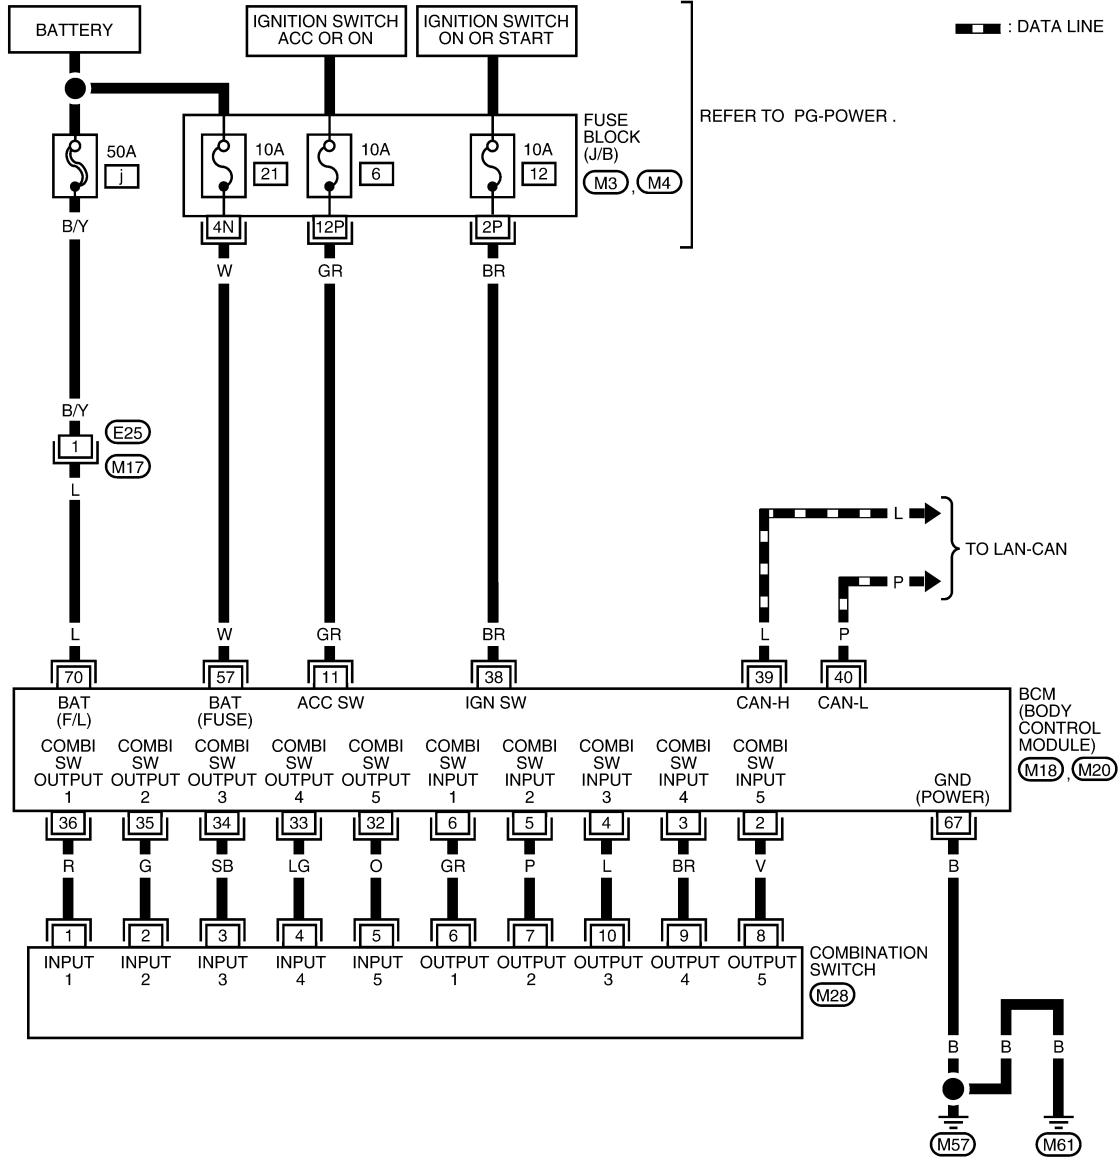 BATTERY
IGNITION SWITCH
ACC OR ON
IGNITION SWITCH
ON OR START
: DATA LINE
REFER TO PG-POWER .
FUSE
BLOCK
(J/B)
M3 , M4
50A
j
10A
21
10A
6
10A
12
4N
12P
2P
B/Y
W
GR
BR
B/Y
1
E25
M17
L
L
P
TO LAN-CAN
L
W
GR
BR
L
P
70
57
11
38
39
40
BAT
(F/L)
BAT
(FUSE)
ACC SW
IGN SW
CAN-H
CAN-L
BCM
(BODY
CONTROL
MODULE)
M18 , M20
COMBI
SW
OUTPUT
1
COMBI
SW
OUTPUT
2
COMBI
SW
OUTPUT
3
COMBI
SW
OUTPUT
4
COMBI
SW
OUTPUT
5
COMBI
SW
INPUT
1
COMBI
SW
INPUT
2
COMBI
SW
INPUT
3
COMBI
SW
INPUT
4
COMBI
SW
INPUT
5
GND
(POWER)
36
35
34
33
32
6
5
4
3
2
67
R
G
SB
LG
O
GR
P
L
BR
V
B
1
2
3
4
5
6
7
10
9
8
INPUT
1
INPUT
2
INPUT
3
INPUT
4
INPUT
5
OUTPUT
1
OUTPUT
2
OUTPUT
3
OUTPUT
4
OUTPUT
5
COMBINATION
SWITCH
M28
B
B
B
M57
M61